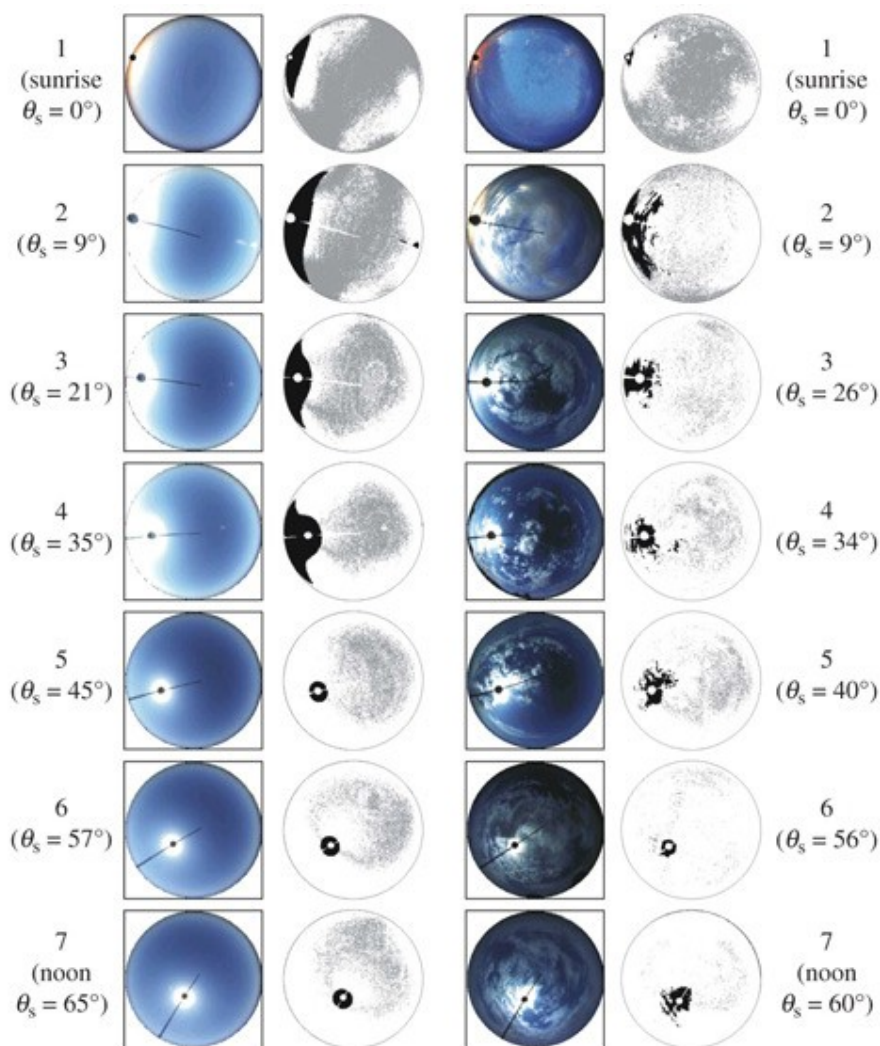 1
(sunrise
θs = 0°)
1
(sunrise
θs = 0°)
2
(θs = 9°)
2
(θs = 9°)
3
(θs = 21°)
3
(θs = 26°)
4
(θs = 35°)
4
(θs = 34°)
5
(θs = 45°)
5
(θs = 40°)
6
(θs = 57°)
6
(θs = 56°)
7
(noon
θs = 65°)
7
(noon
θs = 60°)